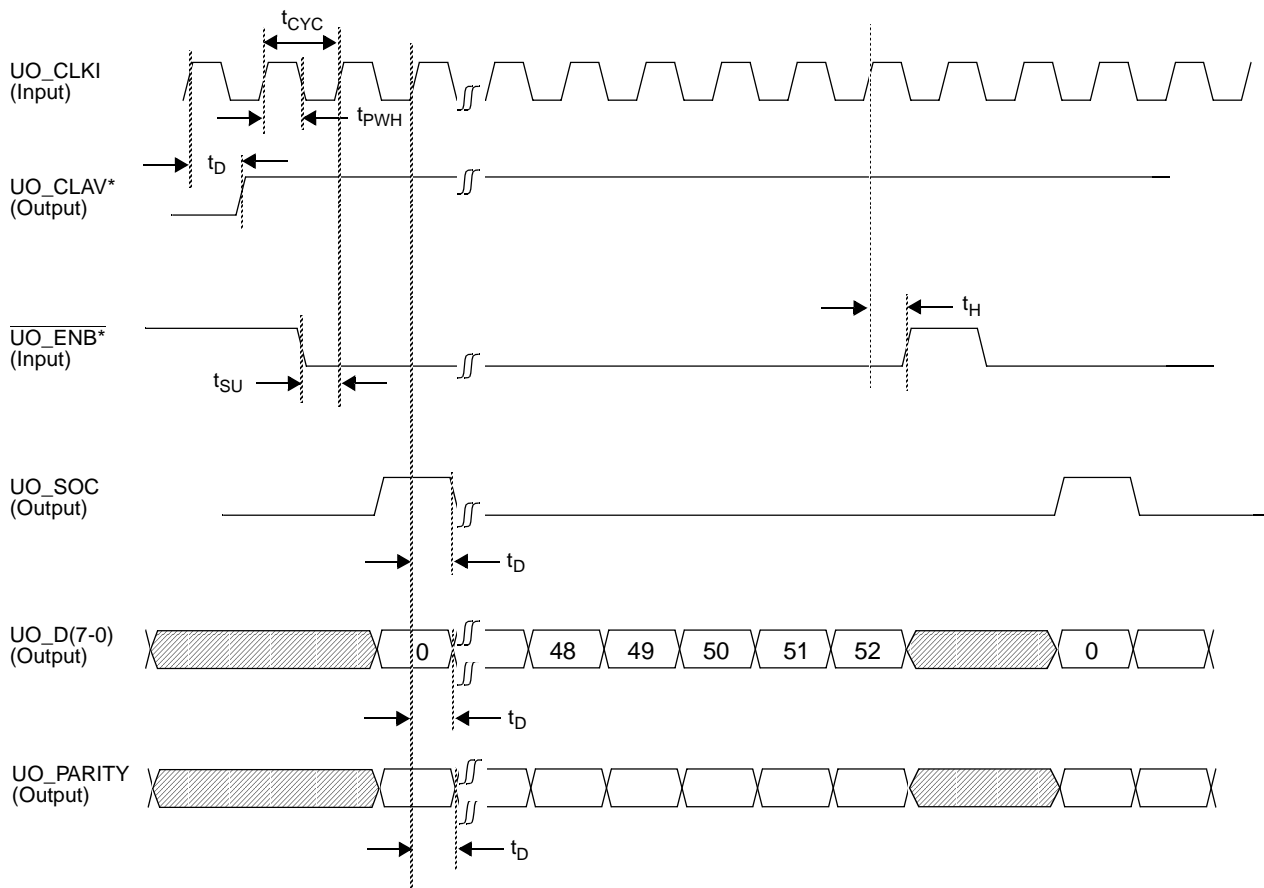 tCYC
UO_CLKI
(Input)
tPWH
tD
UO_CLAV*
(Output)
tH
UO_ENB*
(Input)
tSU
UO_SOC
(Output)
tD
UO_D(7-0)
(Output)
0 48 49 50 51 52 0
tD
UO_PARITY
(Output)
tD